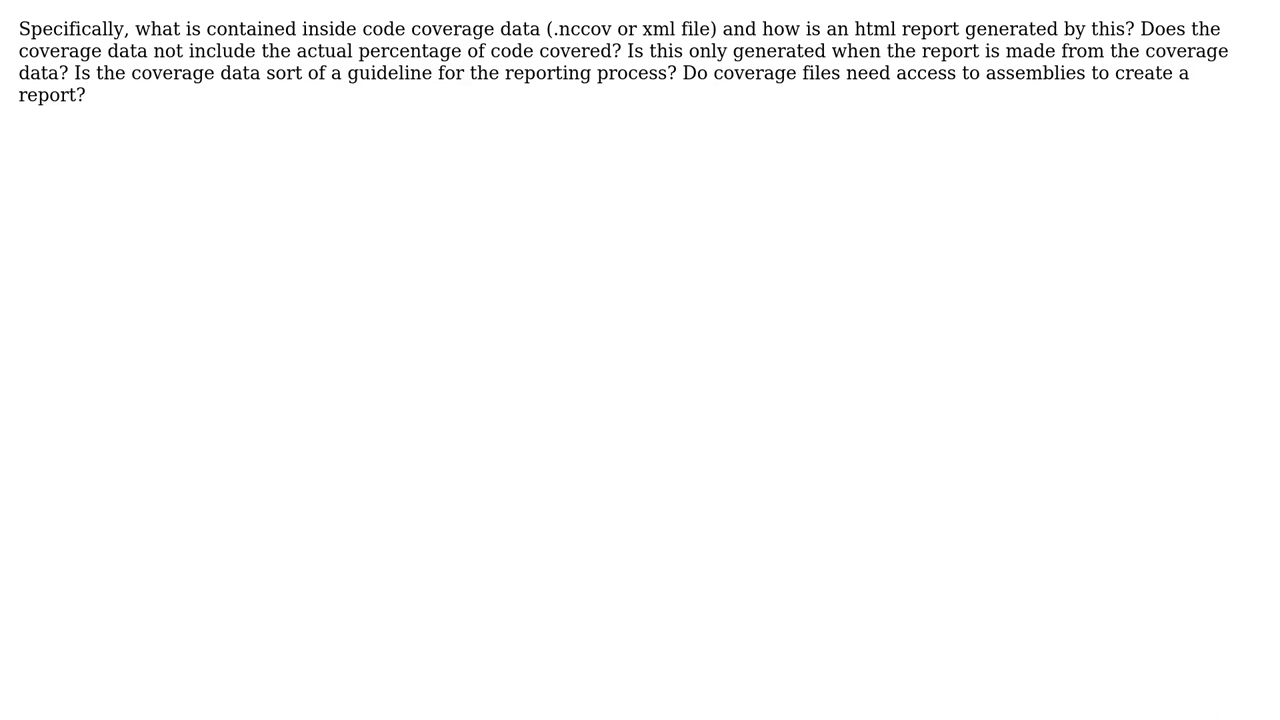 Specifically, what is contained inside code coverage data (.nccov or xml file) and how is an html report generated by this? Does the
coverage data not include the actual percentage of code covered? Is this only generated when the report is made from the coverage
data? Is the coverage data sort of a guideline for the reporting process? Do coverage files need access to assemblies to create a
report?